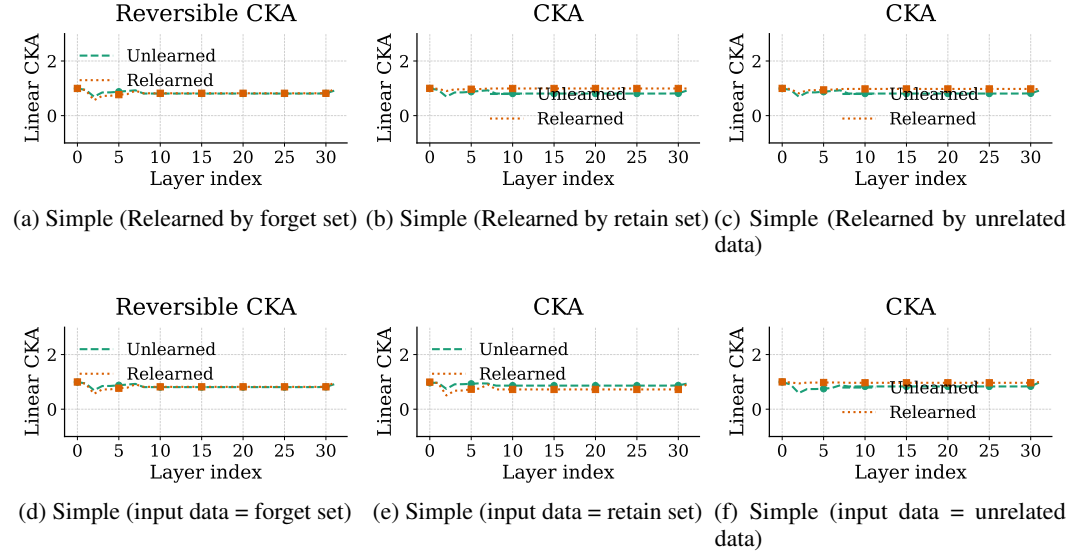 Reversible CKA
CKA
CKA
Linear CKA
2
0
Unlearned
Relearned
0 5 10 15 20 25 30
Layer index
Linear CKA
2
0
Unlearned
Relearned
0 5 10 15 20 25 30
Layer index
Linear CKA
2
0
Unlearned
Relearned
0 5 10 15 20 25 30
Layer index
(a) Simple (Relearned by forget set)
(b) Simple (Relearned by retain set)
(c) Simple (Relearned by unrelated
data)
Reversible CKA
CKA
CKA
Linear CKA
2
0
Unlearned
Relearned
0 5 10 15 20 25 30
Layer index
Linear CKA
2
0
Unlearned
Relearned
0 5 10 15 20 25 30
Layer index
Linear CKA
2
0
Unlearned
Relearned
0 5 10 15 20 25 30
Layer index
(d) Simple (input data = forget set)
(e) Simple (input data = retain set)
(f) Simple (input data = unrelated
data)